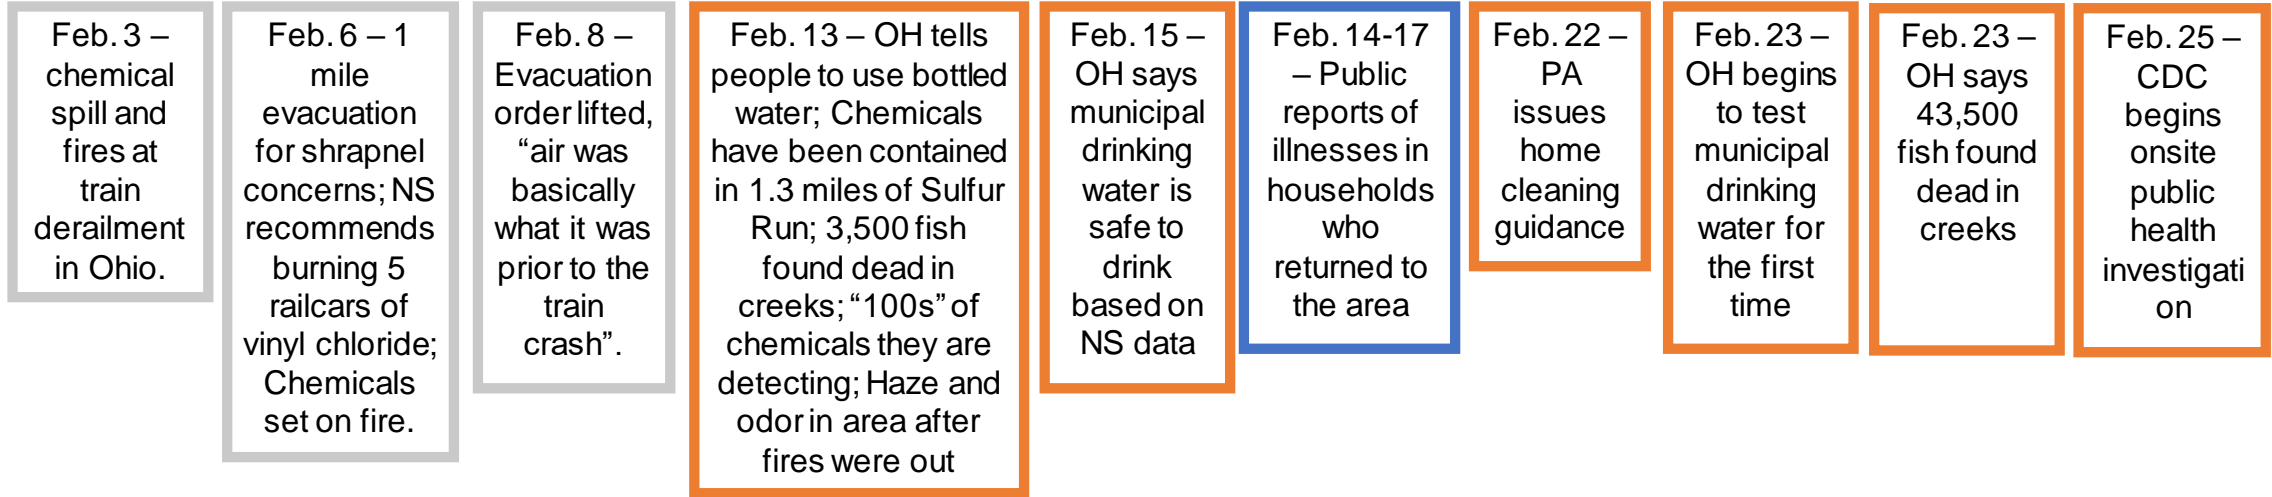 Feb. 3 –
chemical
spill and
fires at
train
derailment
in Ohio.
Feb. 6 – 1
mile
evacuation
for shrapnel
concerns; NS
recommends
burning 5
railcars of
vinyl chloride;
Chemicals
set on fire.
Feb. 8 –
Evacuation
order lifted,
“air was
basically
what it was
prior to the
train
crash”.
Feb. 13 – OH tells
people to use bottled
water; Chemicals
have been contained
in 1.3 miles of Sulfur
Run; 3,500 fish
found dead in
creeks; “100s” of
chemicals they are
detecting; Haze and
odor in area after
fires were out
Feb. 15 –
OH says
municipal
drinking
water is
safe to
drink
based on
NS data
Feb. 14-17
– Public
reports of
illnesses in
households
who
returned to
the area
Feb. 22 –
PA
issues
home
cleaning
guidance
Feb. 23 –
OH begins
to test
municipal
drinking
water for
the first
time
Feb. 23 –
OH says
43,500
fish found
dead in
creeks
Feb. 25 –
CDC
begins
onsite
public
health
investigati
on